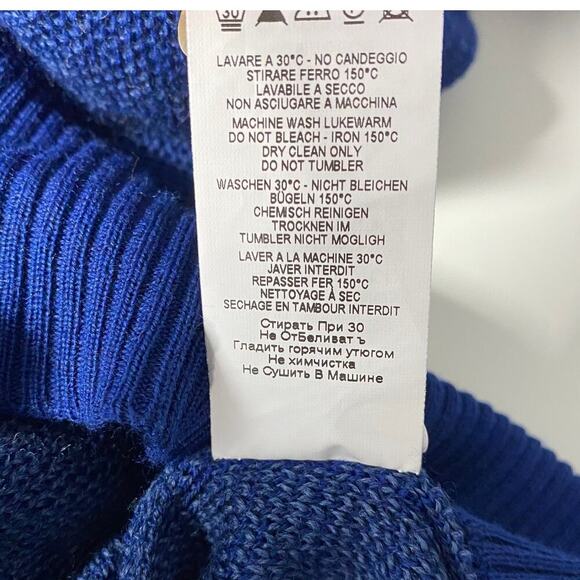 30
LAVARE A 30°C - NO CANDEGGIO
STIRARE FERRO 150°C
LAVABILE A SECCO
NON ASCIUGARE A MACCHINA
MACHINE WASH LUKEWARM
DO NOT BLEACH - IRON 150°C
DRY CLEAN ONLY
DO NOT TUMBLER
WASCHEN 30°C - NICHT BLEICHEN
BÜGELN 150°C
CHEMISCH REINIGEN
TROCKNEN IM
TUMBLER NICHT MOGLIGH
LAVER A LA MACHINE 30°C
JAVER INTERDIT
REPASSER FER 150°C
NETTOYAGE À SEC
SECHAGE EN TAMBOUR INTERDIT
Стирать При 30
Не ОтБеливат ъ
Гладить горячим утюгом
Не химчистка
Не Сушить В Машине